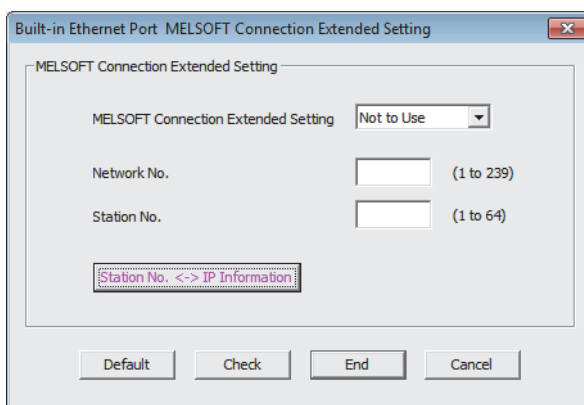 Built-in Ethernet Port MELSOFT Connection Extended Setting
MELSOFT Connection Extended Setting
MELSOFT Connection Extended Setting Not to Use
Network No. (1 to 239)
Station No. (1 to 64)
Station No. <-> IP Information
Default Check End Cancel